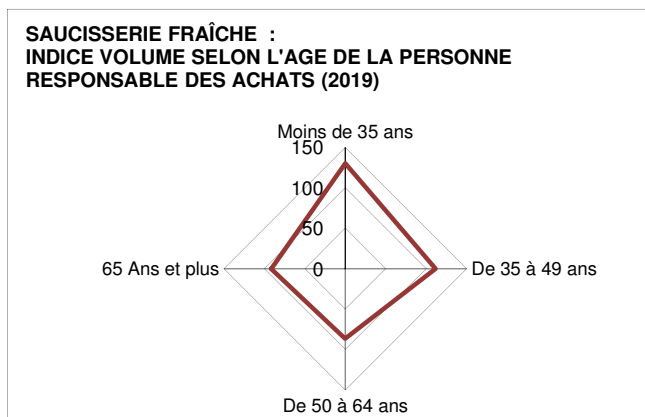 SAUCISSERIE FRAÎCHE :
INDICE VOLUME SELON L'AGE DE LA PERSONNE
RESPONSABLE DES ACHATS (2019)
Moins de 35 ans
150
100
50
65 Ans et plus
0
De 35 à 49 ans
De 50 à 64 ans